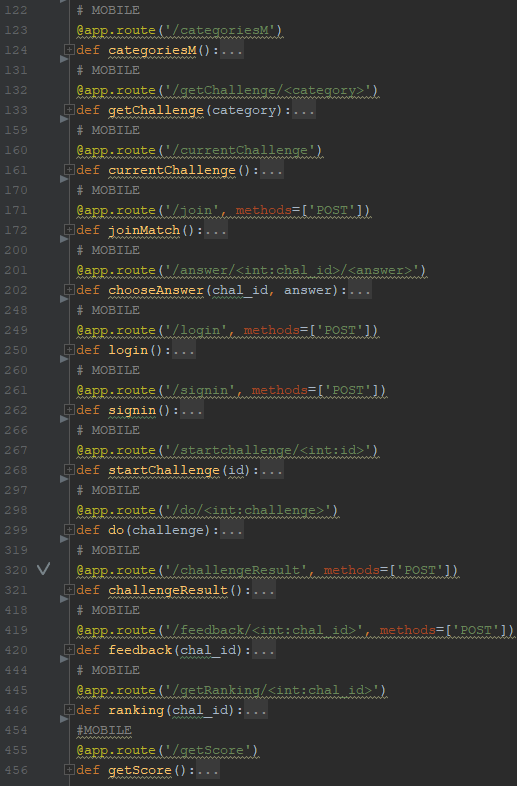 122 # MOBILE
123 @app.route('/categoriesM')
124 def categoriesM():...
131 # MOBILE
132 @app.route('/getChallenge/<category>')
133 def getChallenge(category):...
159 # MOBILE
160 @app.route('/currentChallenge')
161 def currentChallenge():...
170 # MOBILE
171 @app.route('/join', methods=['POST'])
172 def joinMatch():...
200 # MOBILE
201 @app.route('/answer/<int:chal_id>/<answer>')
202 def chooseAnswer(chal_id, answer):...
248 # MOBILE
249 @app.route('/login', methods=['POST'])
250 def login():...
260 # MOBILE
261 @app.route('/signin', methods=['POST'])
262 def signin():...
266 # MOBILE
267 @app.route('/startchallenge/<int:id>')
268 def startChallenge(id):...
297 # MOBILE
298 @app.route('/do/<int:challenge>')
299 def do(challenge):...
319 # MOBILE
320 @app.route('/challengeResult', methods=['POST'])
321 def challengeResult():...
418 # MOBILE
419 @app.route('/feedback/<int:chal_id>', methods=['POST'])
420 def feedback(chal_id):...
444 # MOBILE
445 @app.route('/getRanking/<int:chal_id>')
446 def ranking(chal_id):...
454 #MOBILE
455 @app.route('/getScore')
456 def getScore():...